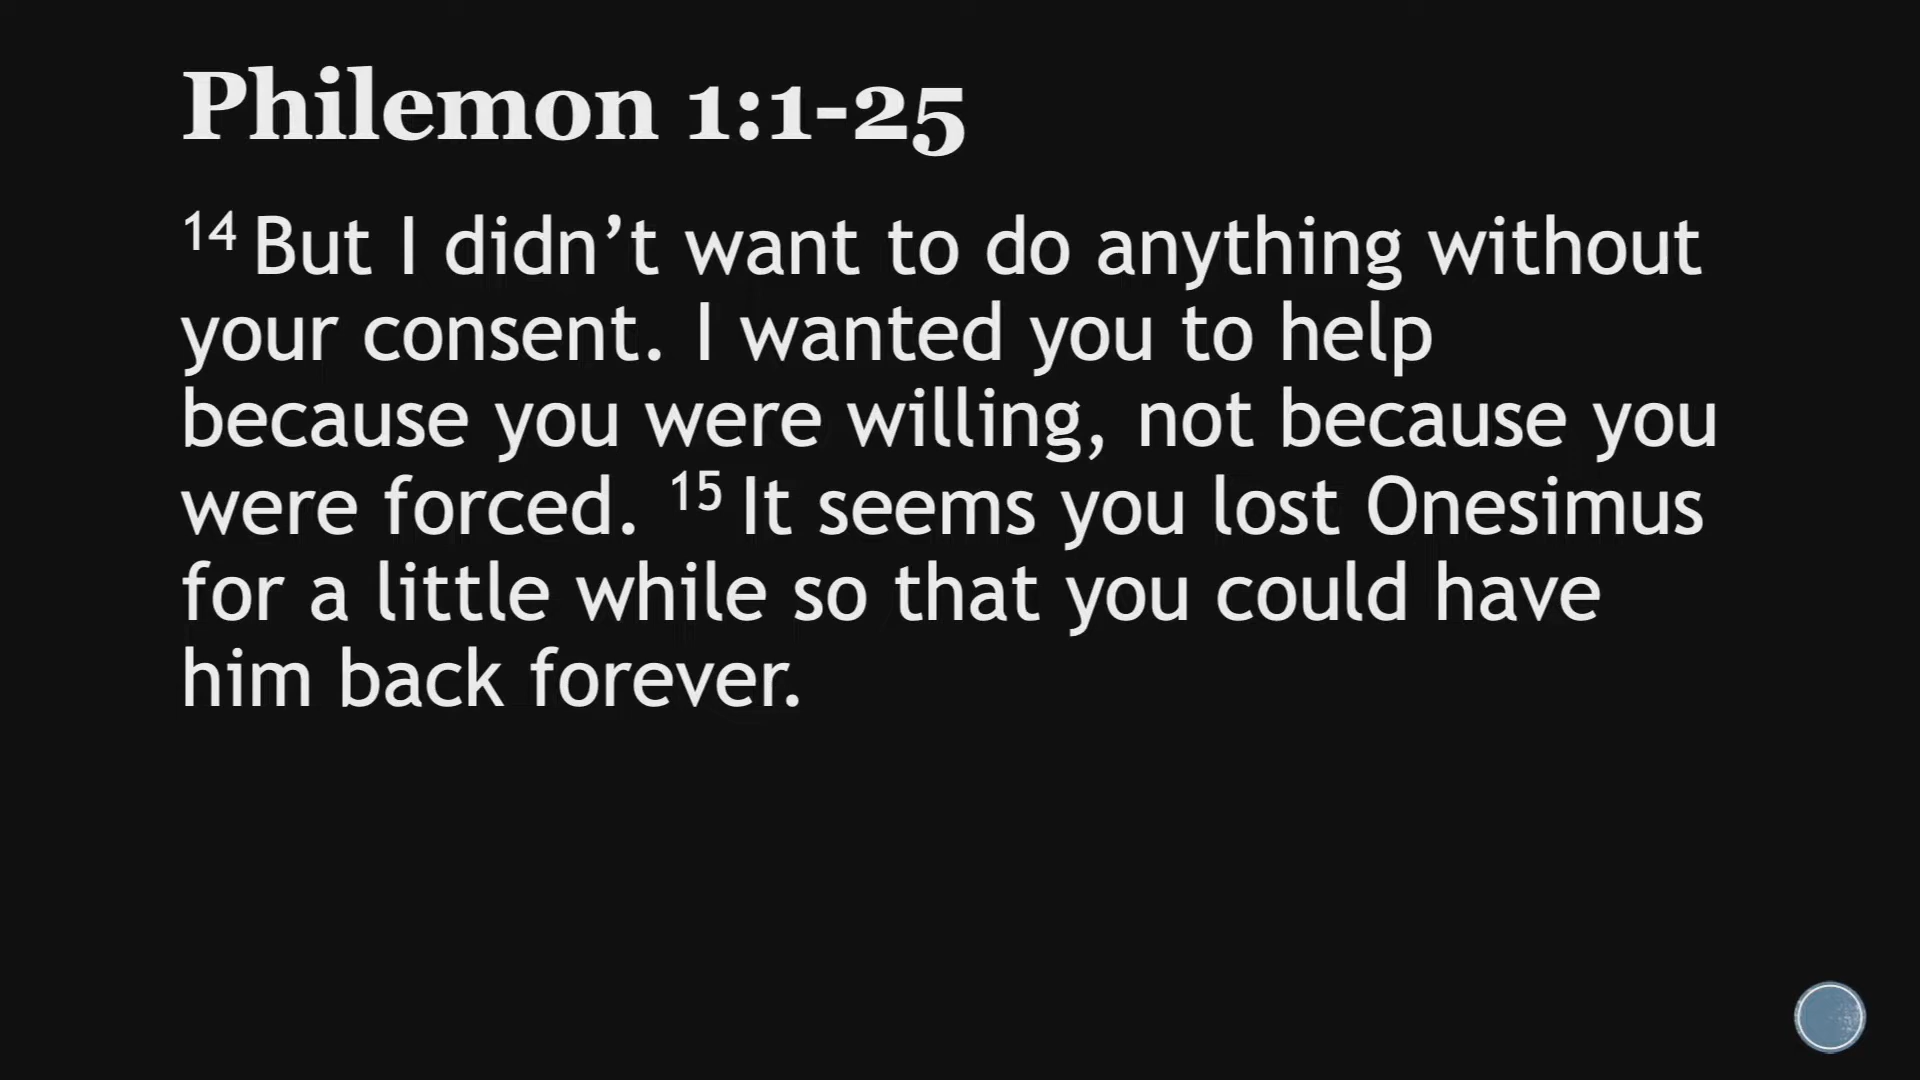 Philemon 1:1-25
14 But I didn’t want to do anything without
your consent. I wanted you to help
because you were willing, not because you
were forced. 15 It seems you lost Onesimus
for a little while so that you could have
him back forever.